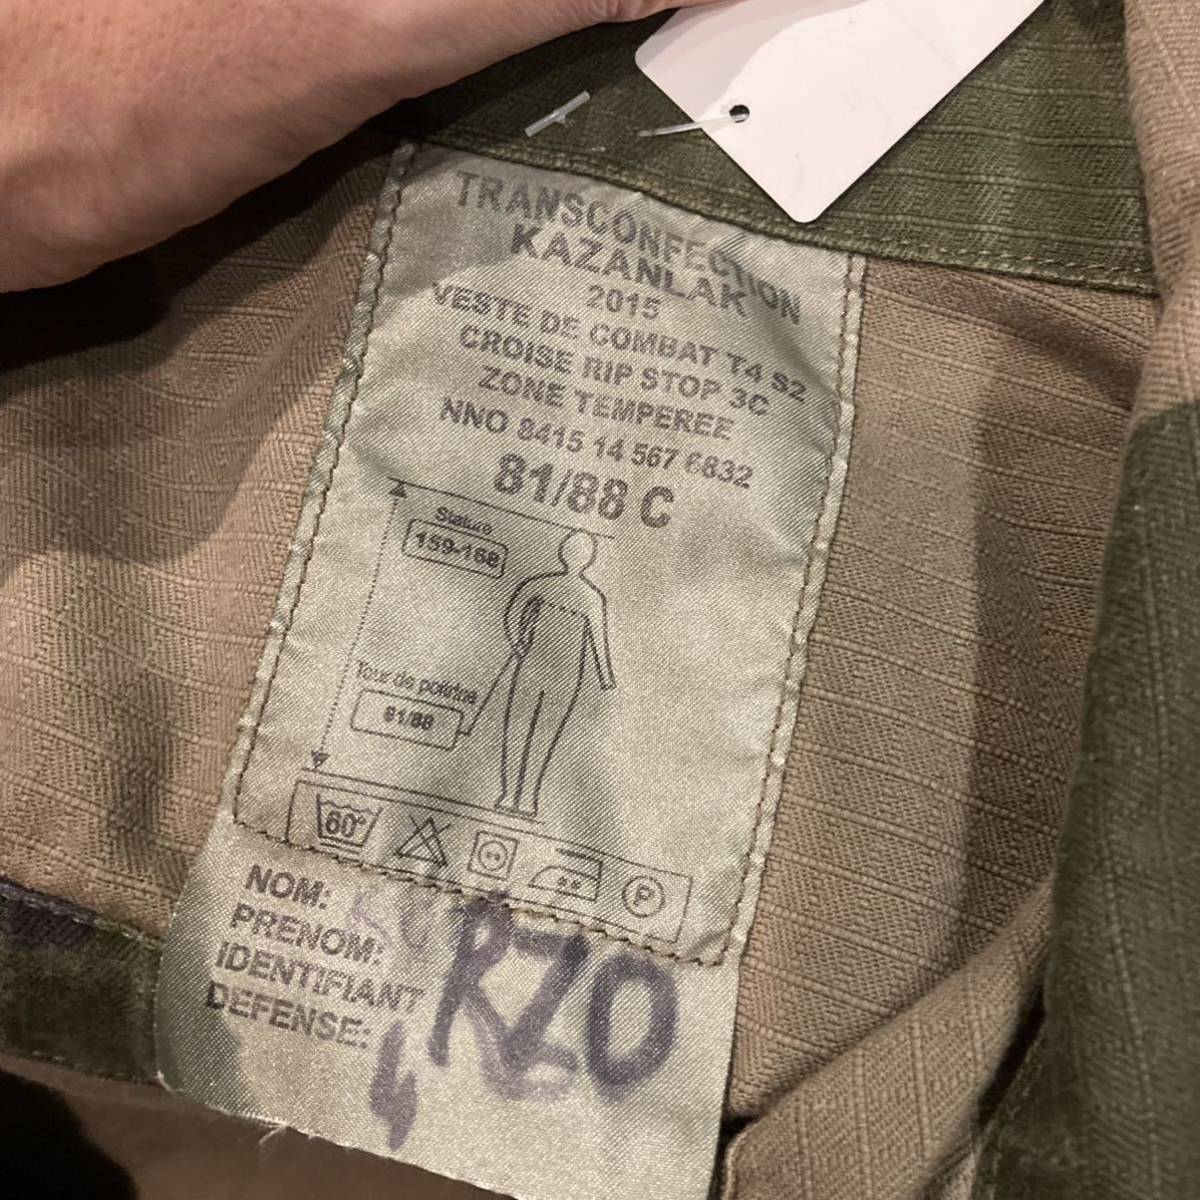 TRANSCONFECTION
KAZANLAK
2015
VESTE DE COMBAT T4 S2
CROISE RIP STOP 3C
ZONE TEMPEREE
NNO 8415 14 567 6832
81/88 C
Stature
159-168
Tour de poitrine
81/88
60°
P
NOM:
PRENOM:
IDENTIFIANT
DEFENSE:
RZO